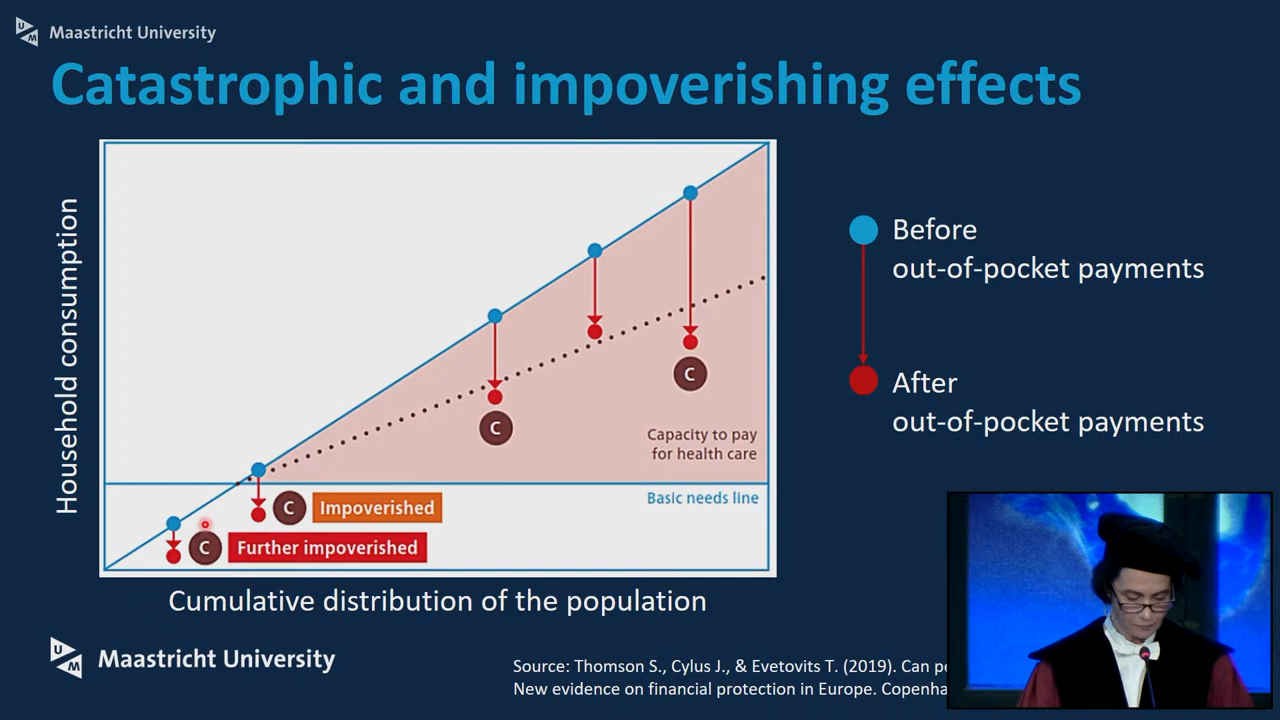 UM Maastricht University
Catastrophic and impoverishing effects
Household consumption
C
C
Capacity to pay
for health care
Basic needs line
C Impoverished
C Further impoverished
Cumulative distribution of the population
Before
out-of-pocket payments
After
out-of-pocket payments
UM Maastricht University
Source: Thomson S., Cylus J., & Evetovits T. (2019). Can
New evidence on financial protection in Europe.